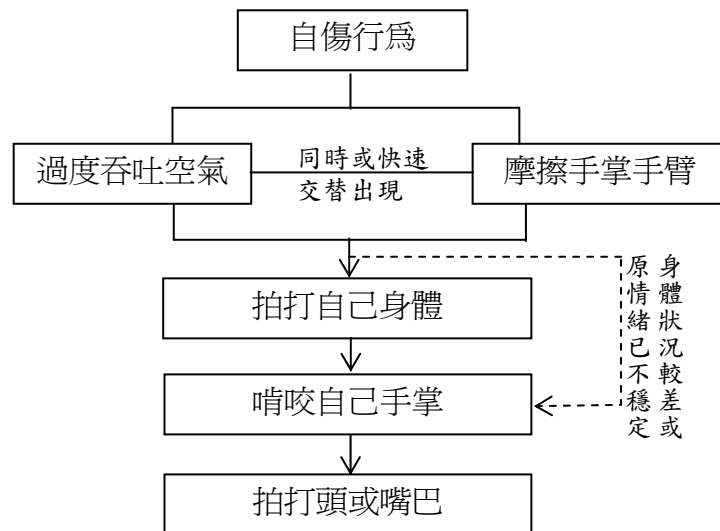 自傷行為
過度吞吐空氣
同時或快速
交替出現
摩擦手掌手臂
拍打自己身體
身體狀況較差或
原情緒已不穩定
啃咬自己手掌
拍打頭或嘴巴